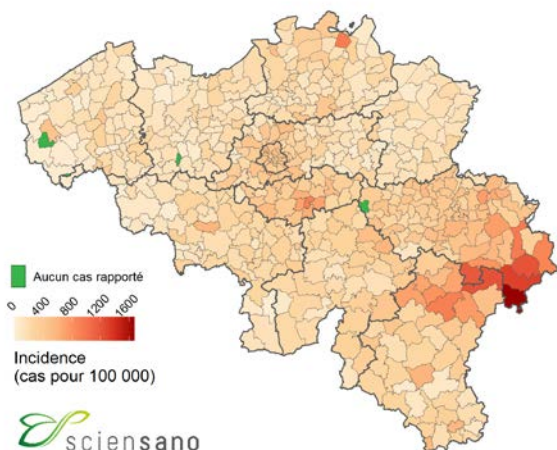 Aucun cas rapporté
0 400 800 1200 1600
Incidence
(cas pour 100 000)
sciensano